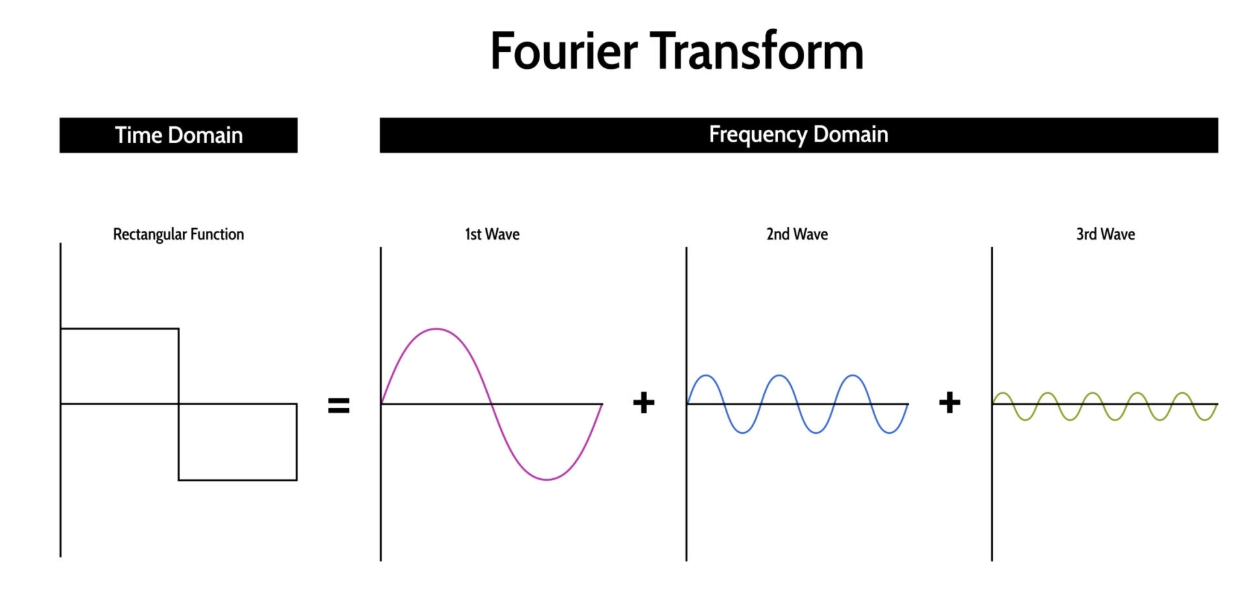 Fourier Transform
Time Domain
Frequency Domain
Rectangular Function
1st Wave
2nd Wave
3rd Wave
=
+
+